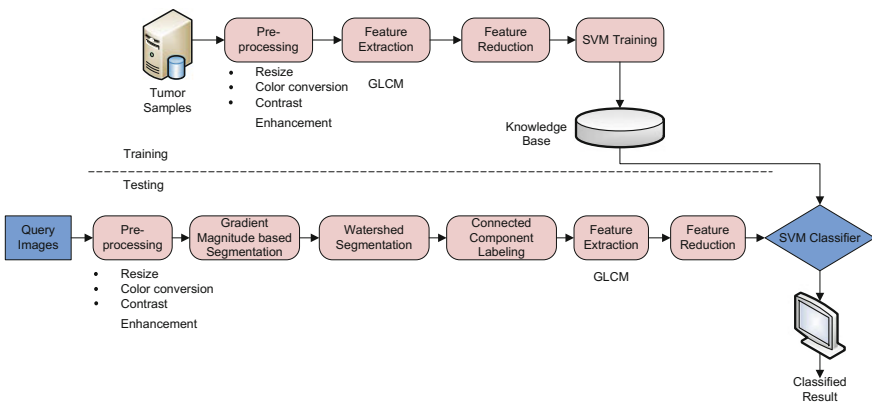 Pre-
processing
Feature
Extraction
Feature
Reduction
SVM Training
Tumor
Samples
• Resize
• Color conversion
• Contrast
Enhancement
GLCM
Knowledge
Base
Training
Testing
Query
Images
Pre-
processing
Gradient
Magnitude based
Segmentation
Watershed
Segmentation
Connected
Component
Labeling
Feature
Extraction
Feature
Reduction
SVM Classifier
• Resize
• Color conversion
• Contrast
Enhancement
GLCM
Classified
Result